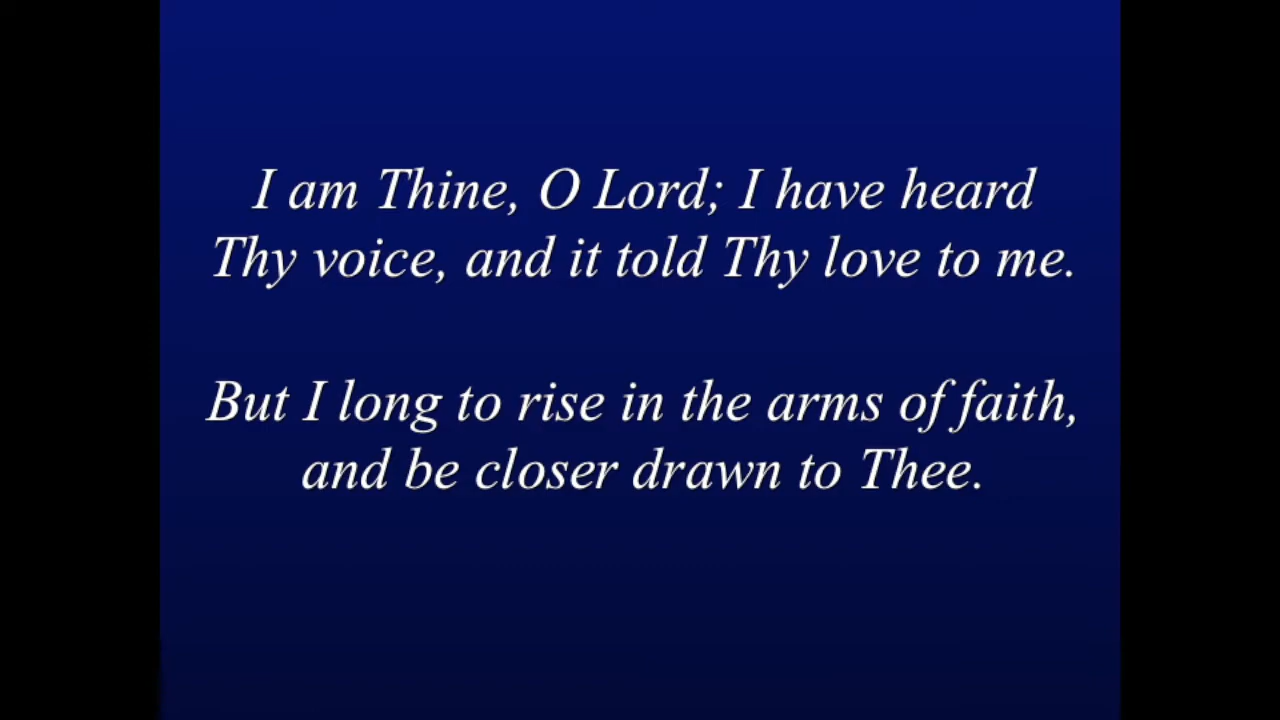 I am Thine, O Lord; I have heard
Thy voice, and it told Thy love to me.
But I long to rise in the arms of faith,
and be closer drawn to Thee.